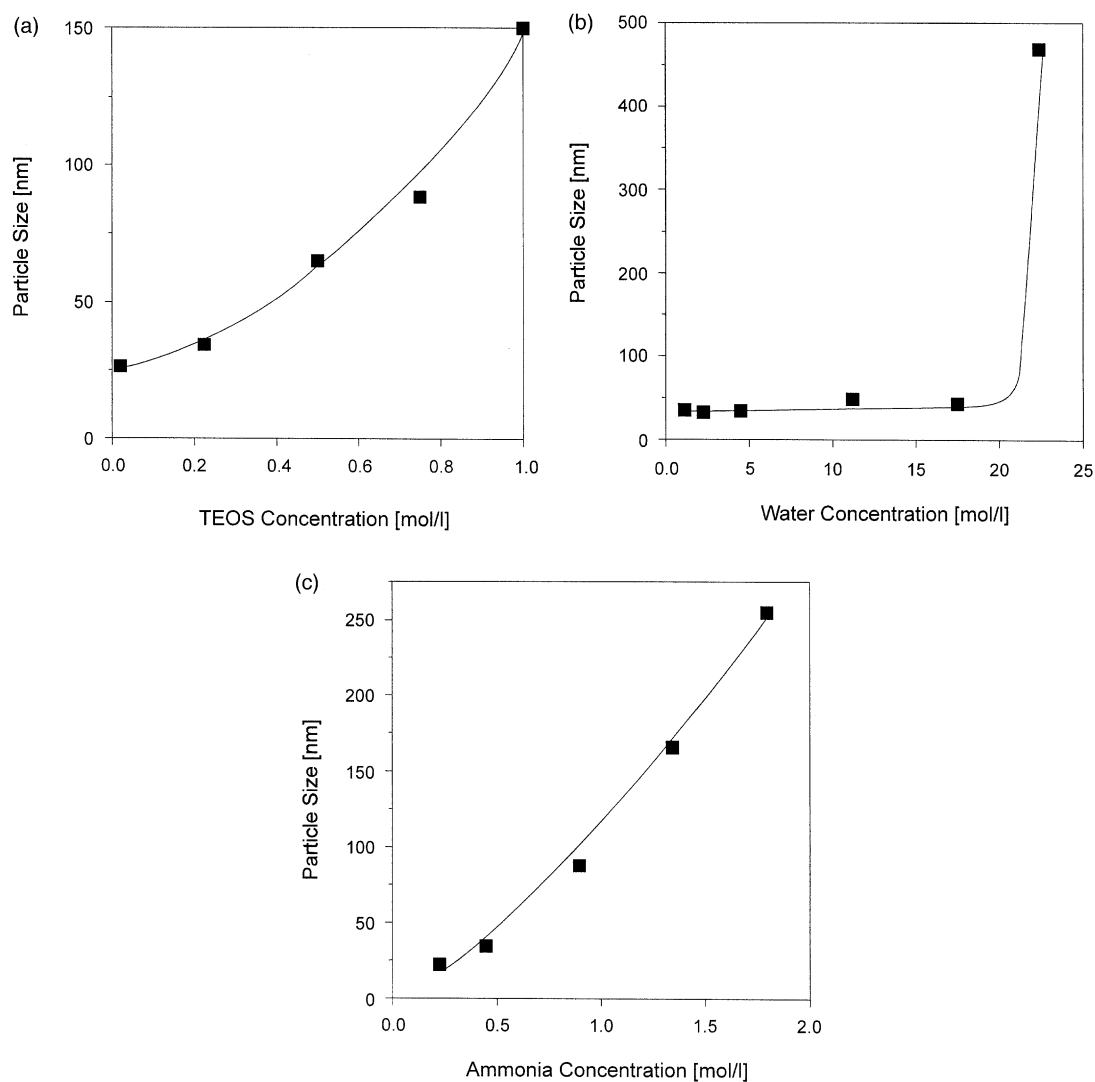 (a)
150
100
50
0
Particle Size [nm]
0.0 0.2 0.4 0.6 0.8 1.0
TEOS Concentration [mol/l]
(b)
500
400
300
200
100
0
Particle Size [nm]
0.0 5 10 15 20 25
Water Concentration [mol/l]
(c)
250
200
150
100
50
0
Particle Size [nm]
0.0 0.5 1.0 1.5 2.0
Ammonia Concentration [mol/l]